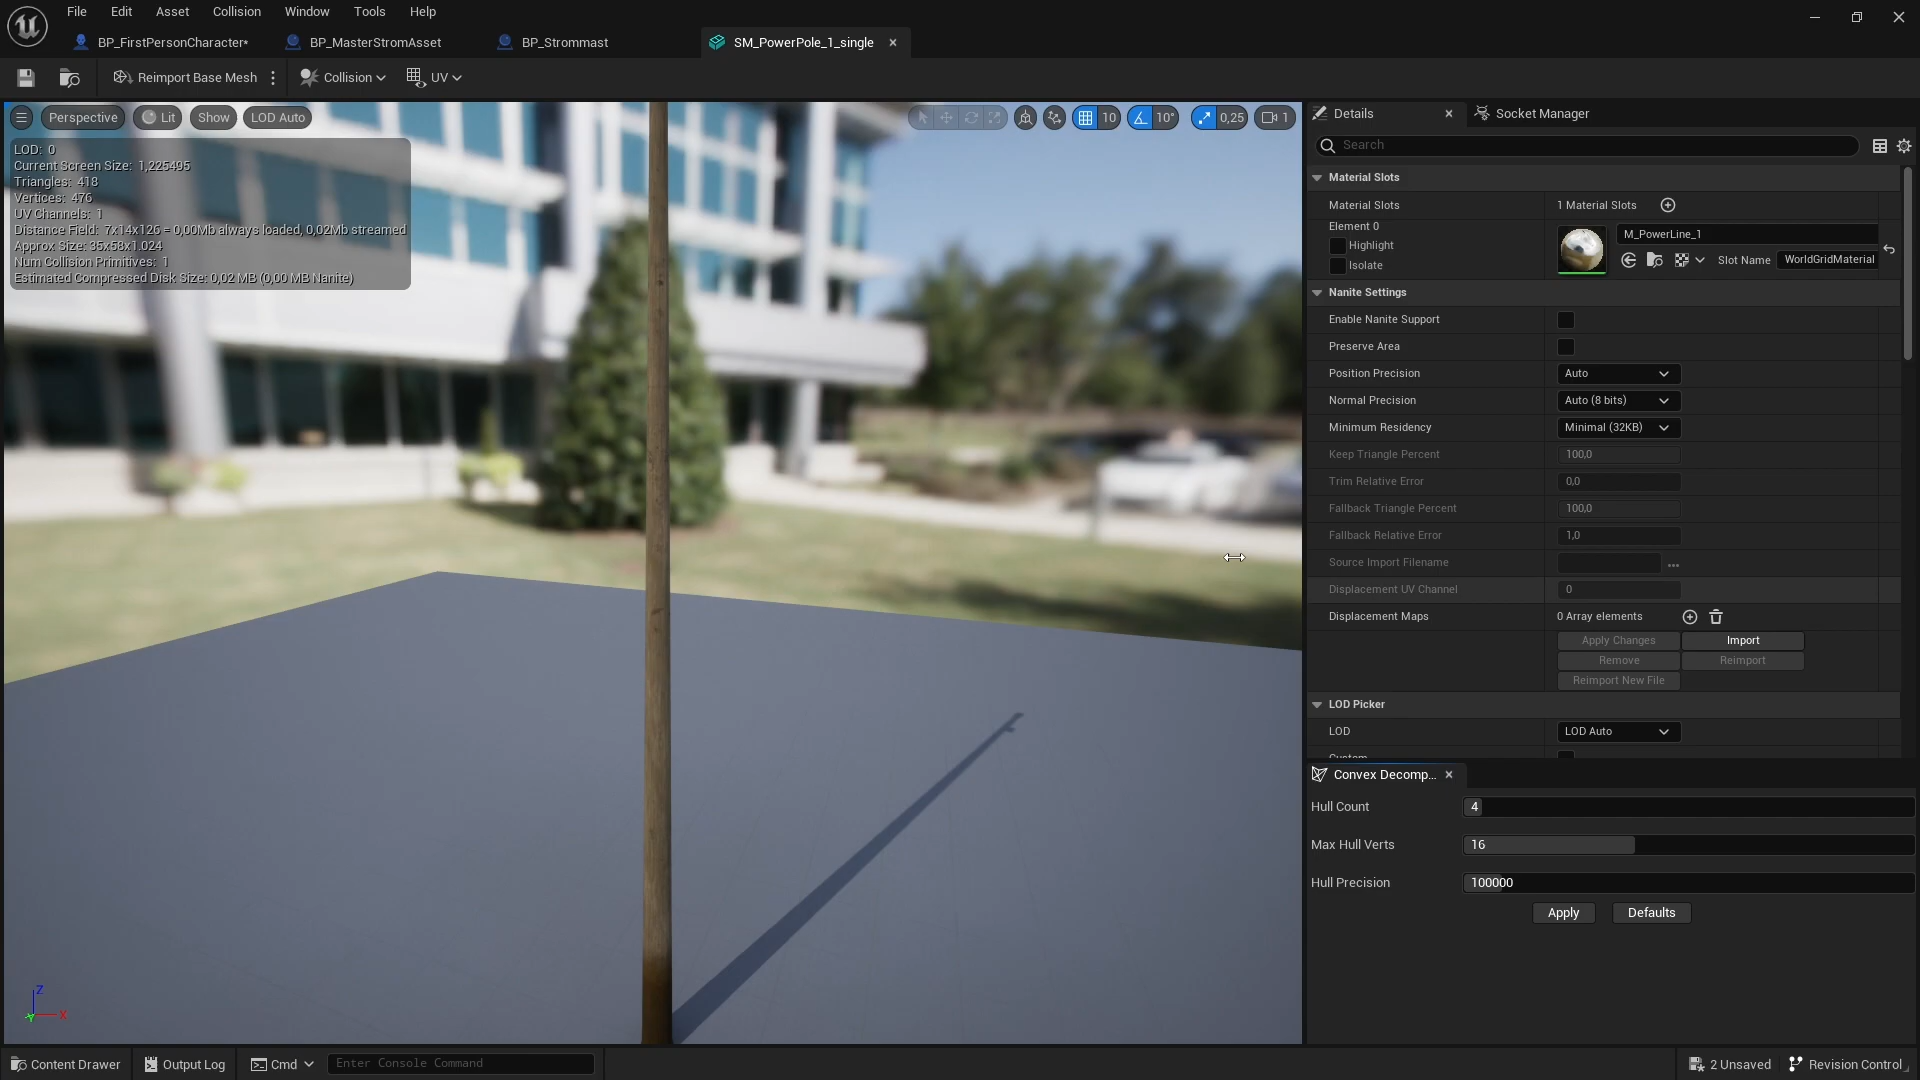 File Edit Asset Collision Window Tools Help
BP_FirstPersonCharacter* BP_MasterStromAsset BP_Strommast SM_PowerPole_1_single
Reimport Base Mesh Collision UV
Perspective Lit Show LOD Auto 10 10° 0,25 1
LOD: 0
Current Screen Size: 1,225495
Triangles: 418
Vertices: 476
UV Channels: 1
Distance Field: 7x14x126 = 0,00Mb always loaded, 0,02Mb streamed
Approx Size: 35x58x1.024
Num Collision Primitives: 1
Estimated Compressed Disk Size: 0,02 MB (0,00 MB Nanite)
Z
X
Y
Details Socket Manager
Search
Material Slots
Material Slots 1 Material Slots
Element 0
Highlight
Isolate
M_PowerLine_1
Slot Name WorldGridMaterial
Nanite Settings
Enable Nanite Support
Preserve Area
Position Precision Auto
Normal Precision Auto (8 bits)
Minimum Residency Minimal (32KB)
Keep Triangle Percent 100,0
Trim Relative Error 0,0
Fallback Triangle Percent 100,0
Fallback Relative Error 1,0
Source Import Filename ...
Displacement UV Channel 0
Displacement Maps 0 Array elements
Apply Changes Import
Remove Reimport
Reimport New File
LOD Picker
LOD LOD Auto
Custom
Convex Decomp...
Hull Count 4
Max Hull Verts 16
Hull Precision 100000
Apply Defaults
Content Drawer Output Log Cmd Enter Console Command 2 Unsaved Revision Control